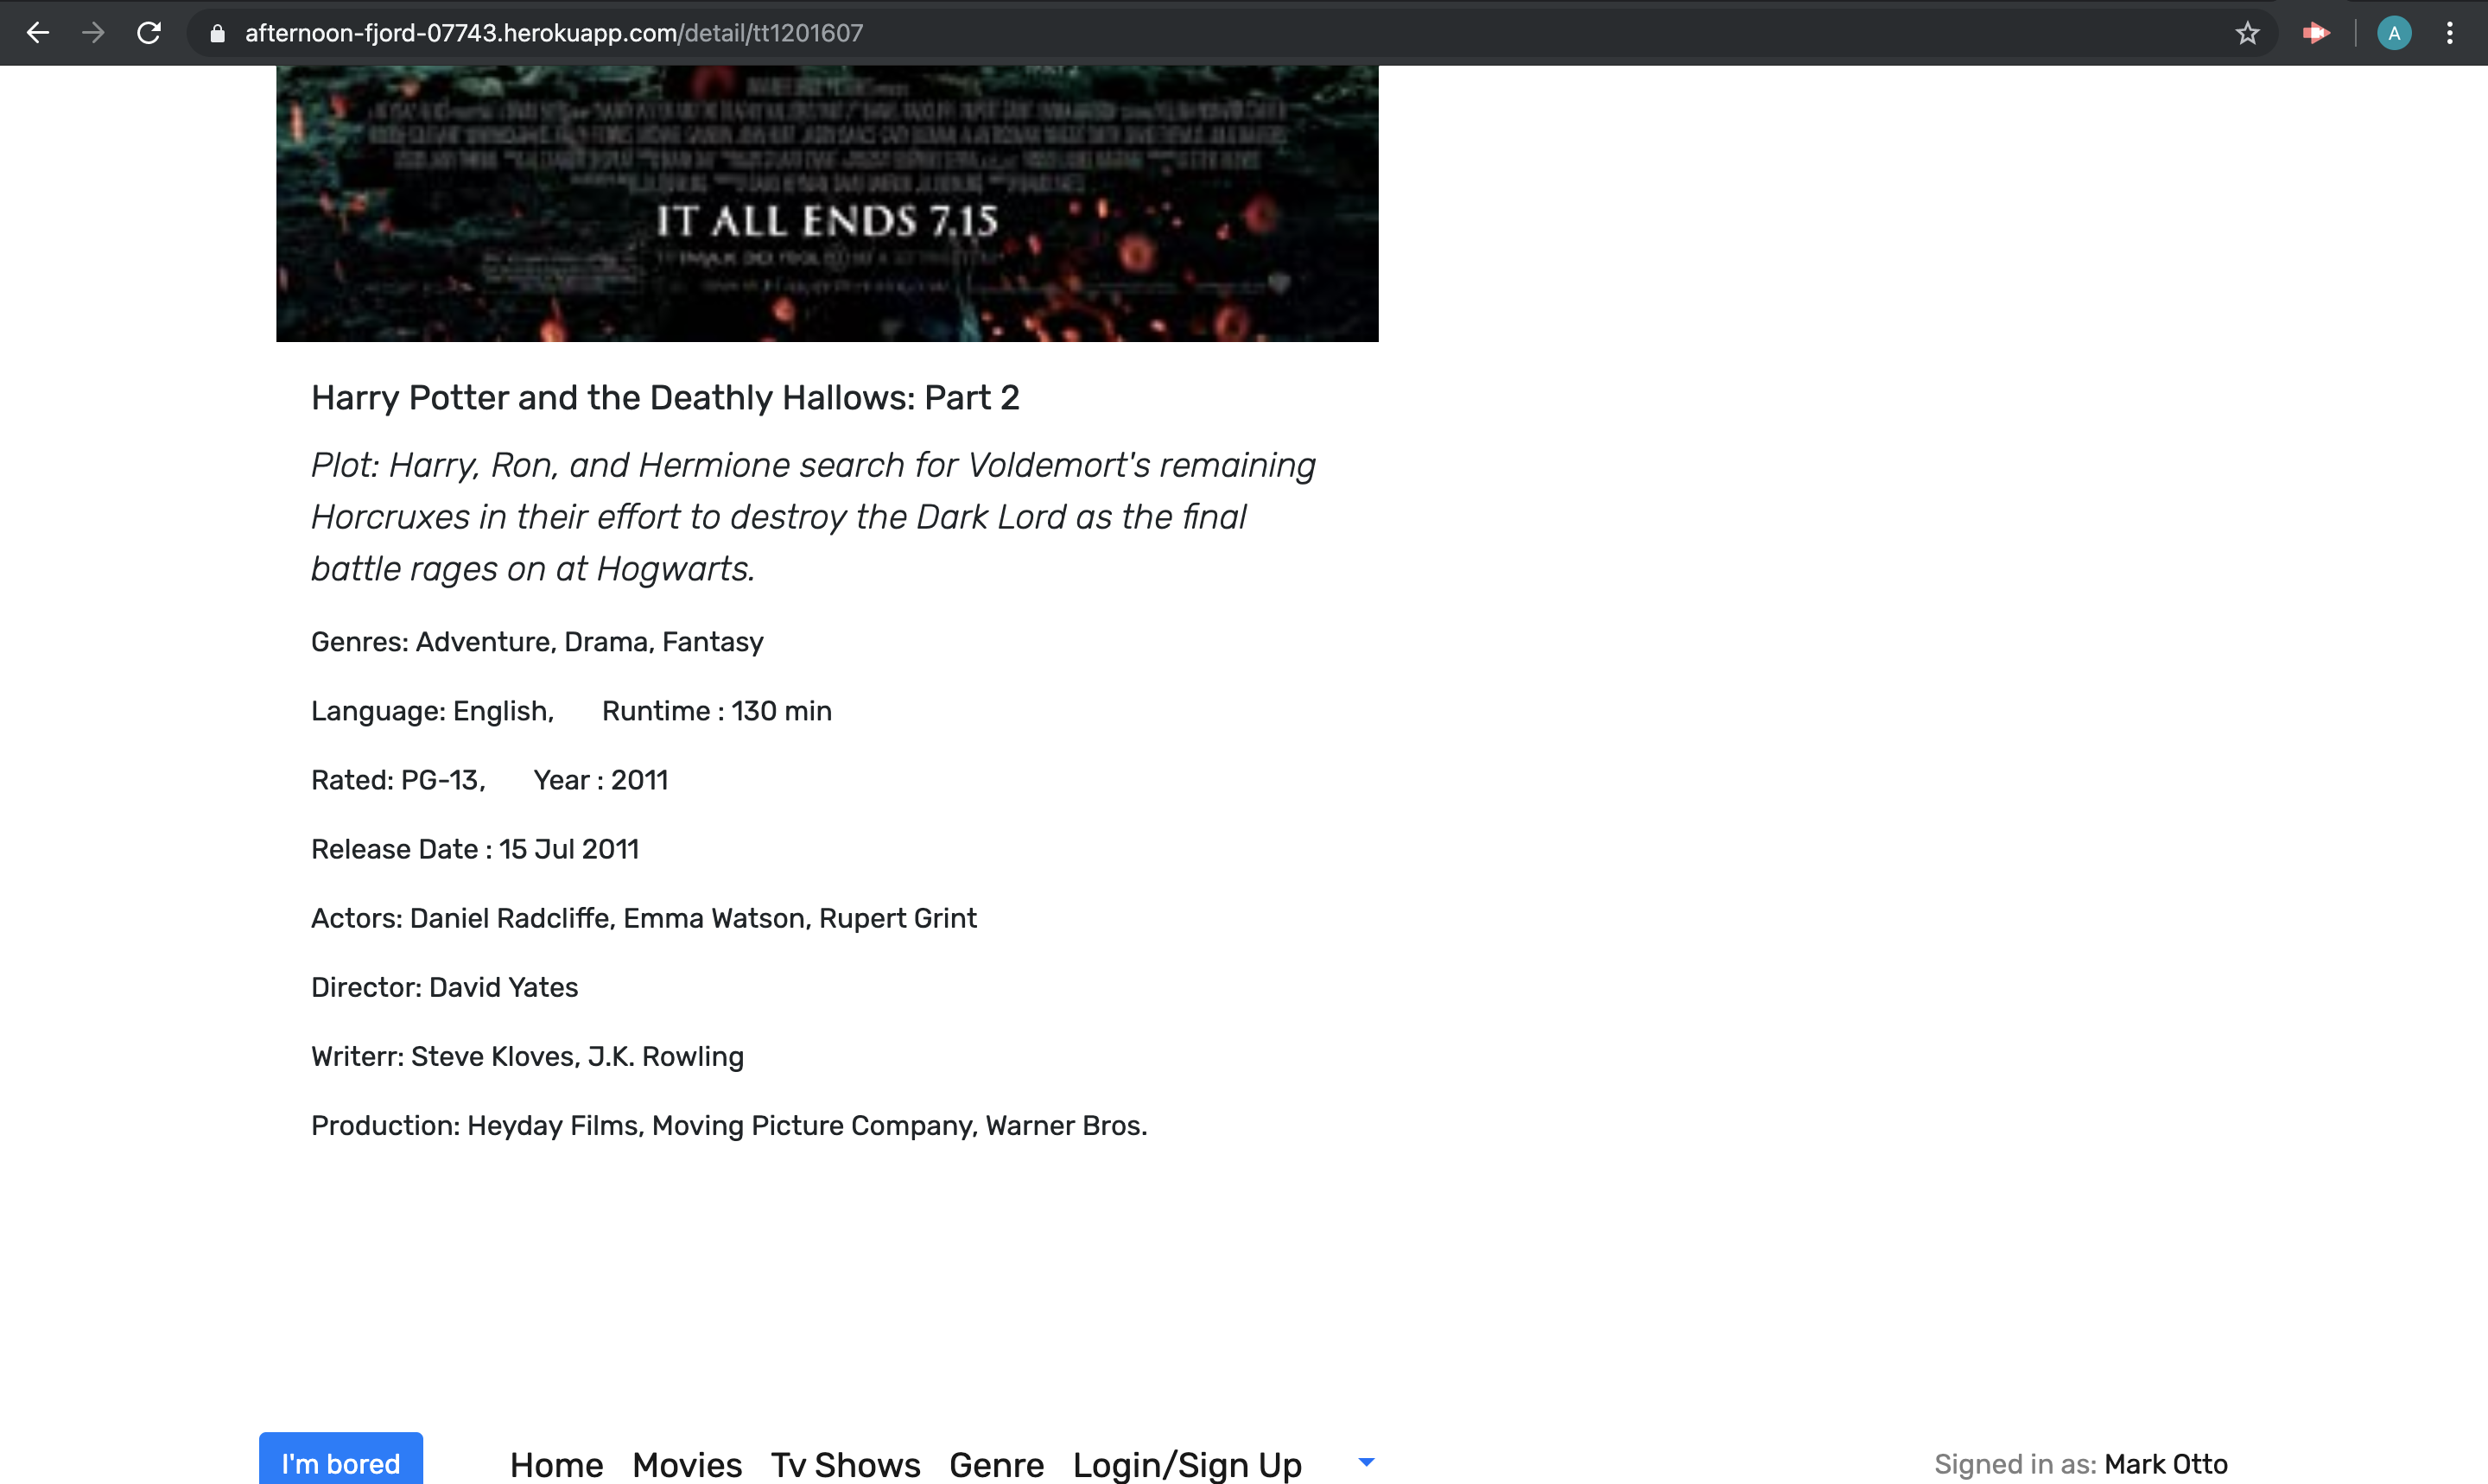 afternoon-fjord-07743.herokuapp.com/detail/tt1201607
A
IT ALL ENDS 7.15
Harry Potter and the Deathly Hallows: Part 2
Plot: Harry, Ron, and Hermione search for Voldemort's remaining
Horcruxes in their effort to destroy the Dark Lord as the final
battle rages on at Hogwarts.
Genres: Adventure, Drama, Fantasy
Language: English, Runtime : 130 min
Rated: PG-13, Year : 2011
Release Date : 15 Jul 2011
Actors: Daniel Radcliffe, Emma Watson, Rupert Grint
Director: David Yates
Writerr: Steve Kloves, J.K. Rowling
Production: Heyday Films, Moving Picture Company, Warner Bros.
I'm bored Home Movies Tv Shows Genre Login/Sign Up Signed in as: Mark Otto